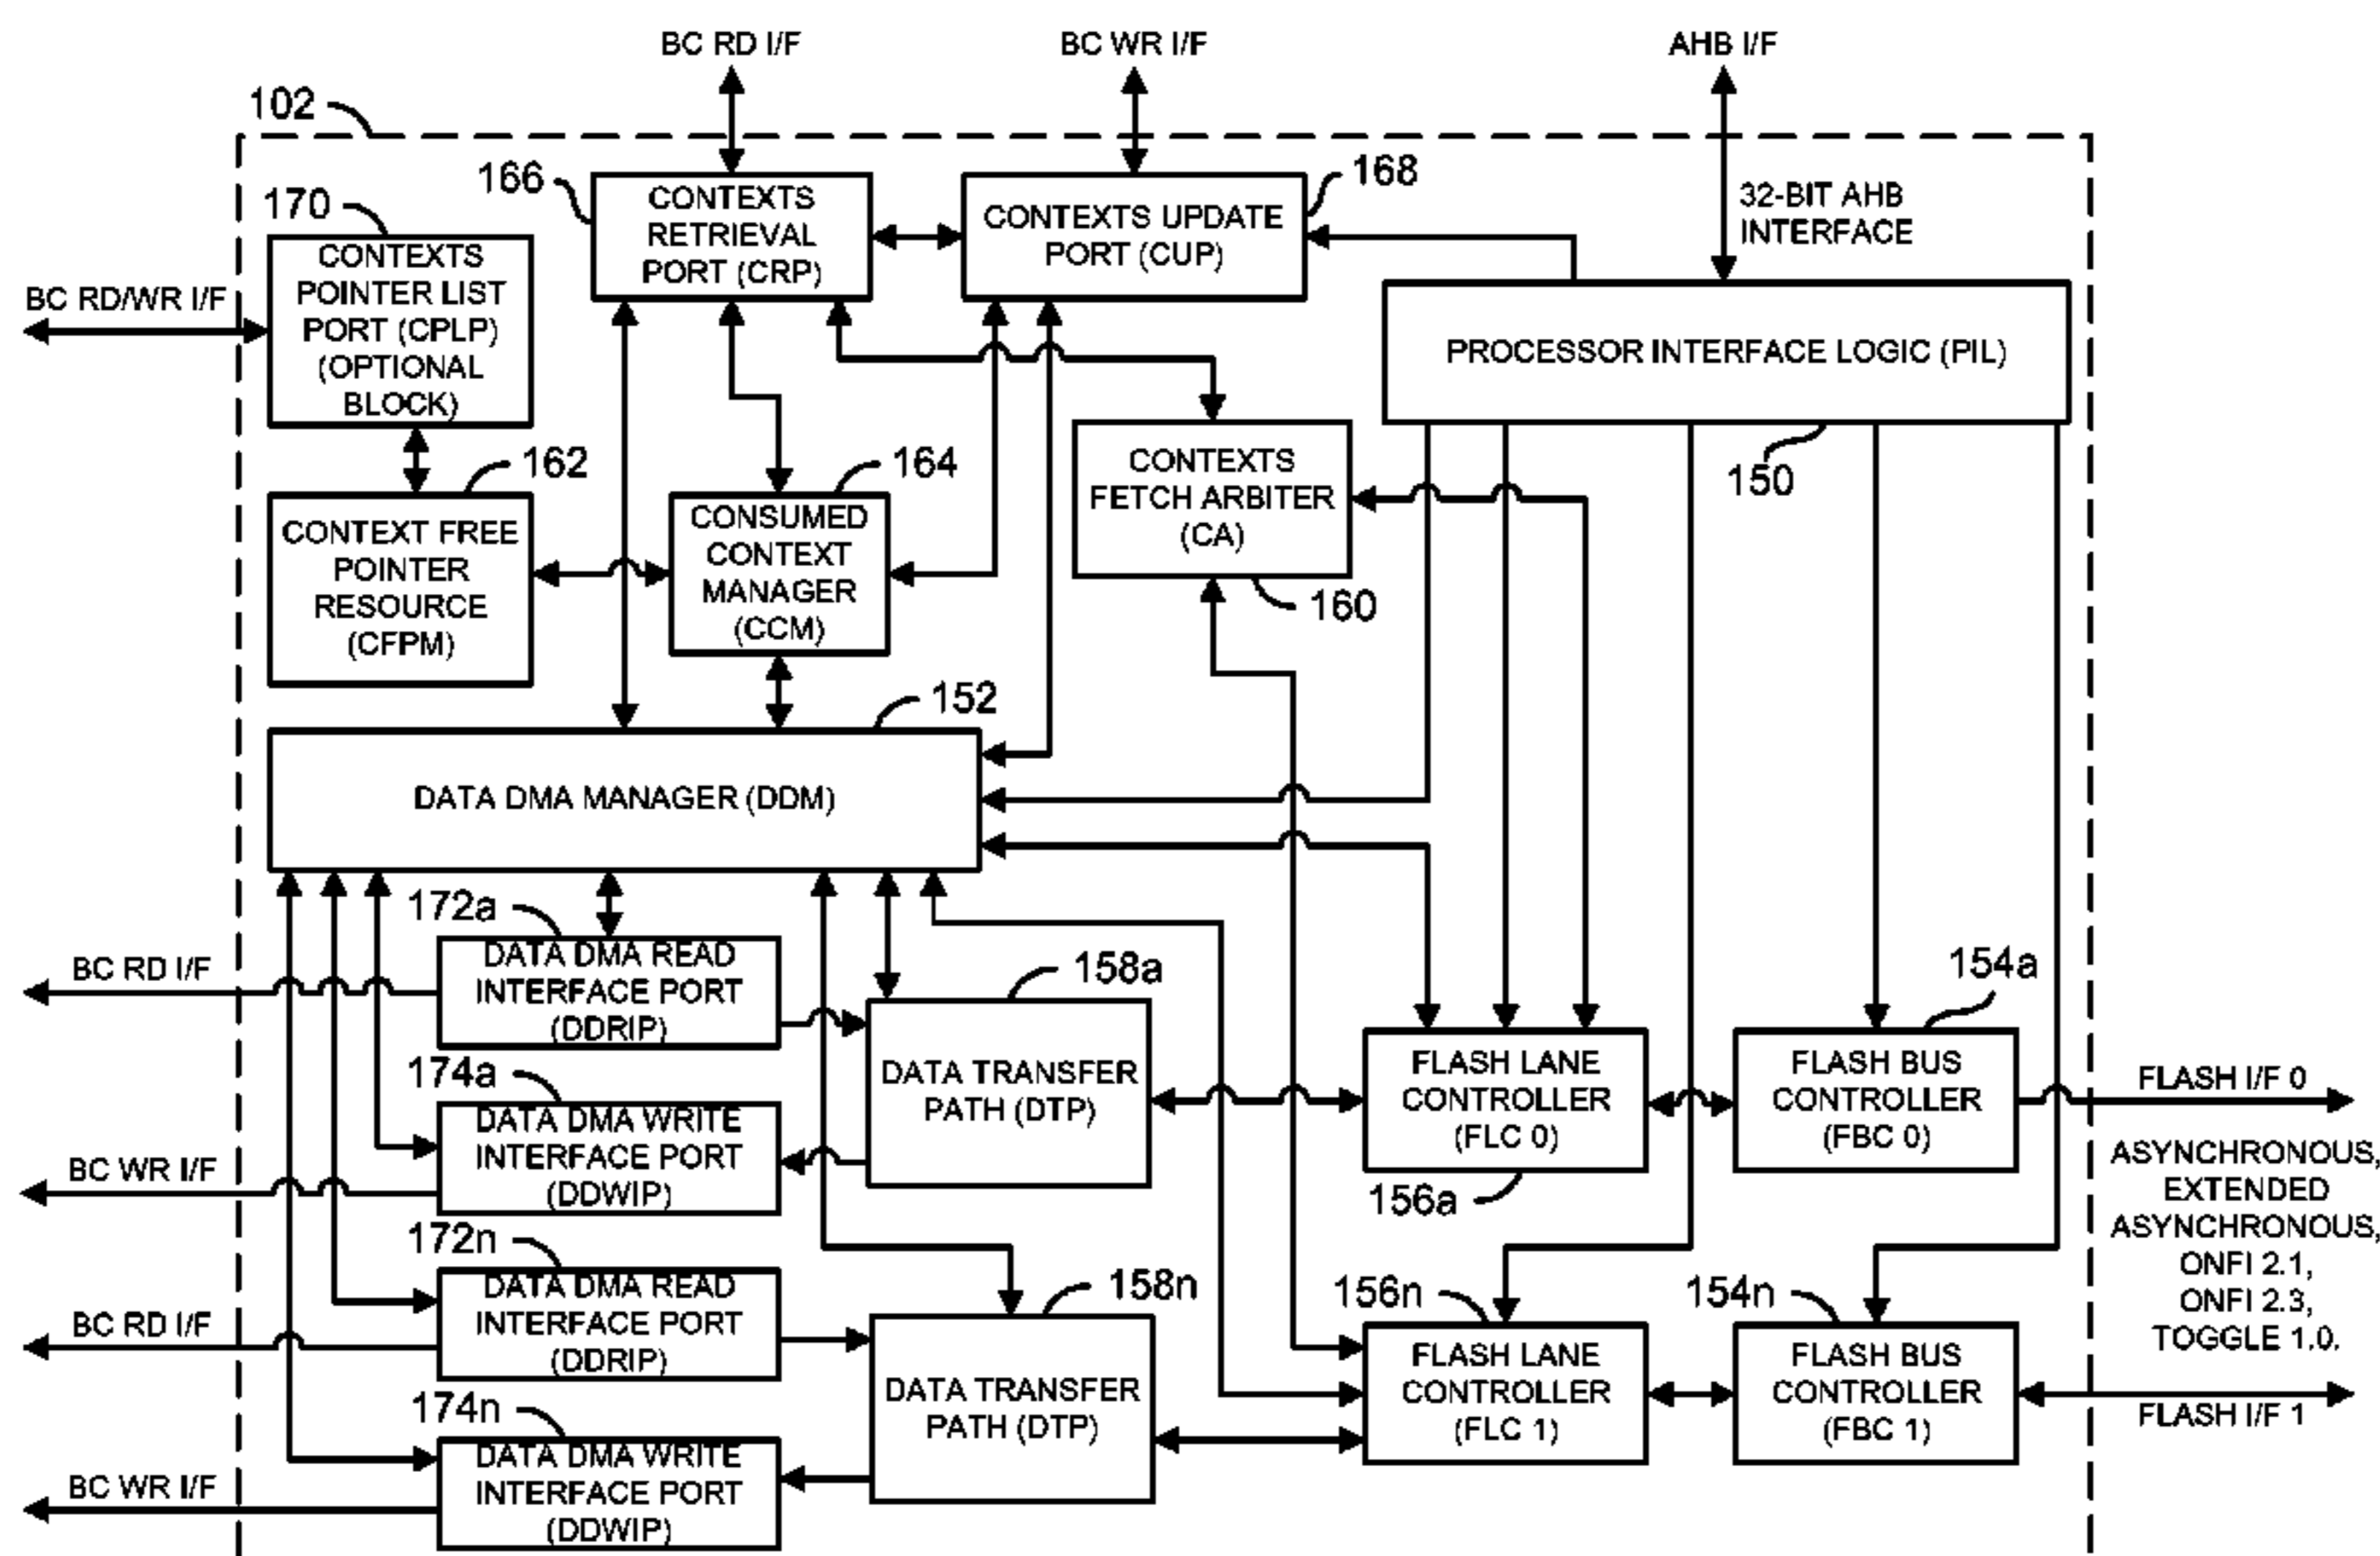 BC RD I/F
BC WR I/F
AHB I/F
102
166
168
170
CONTEXTS
RETRIEVAL
PORT (CRP)
CONTEXTS UPDATE
PORT (CUP)
32-BIT AHB
INTERFACE
BC RD/WR I/F
CONTEXTS
POINTER LIST
PORT (CPLP)
(OPTIONAL
BLOCK)
PROCESSOR INTERFACE LOGIC (PIL)
150
162
164
CONTEXT FREE
POINTER
RESOURCE
(CFPM)
CONSUMED
CONTEXT
MANAGER
(CCM)
CONTEXTS
FETCH ARBITER
(CA)
160
152
DATA DMA MANAGER (DDM)
172a
BC RD I/F
DATA DMA READ
INTERFACE PORT
(DDRIP)
158a
154a
174a
DATA TRANSFER
PATH (DTP)
FLASH LANE
CONTROLLER
(FLC 0)
156a
FLASH BUS
CONTROLLER
(FBC 0)
FLASH I/F 0
BC WR I/F
DATA DMA WRITE
INTERFACE PORT
(DDWIP)
ASYNCHRONOUS,
EXTENDED
ASYNCHRONOUS,
ONFI 2.1,
ONFI 2.3,
TOGGLE 1.0.
172n
BC RD I/F
DATA DMA READ
INTERFACE PORT
(DDRIP)
158n
156n
154n
DATA TRANSFER
PATH (DTP)
FLASH LANE
CONTROLLER
(FLC 1)
FLASH BUS
CONTROLLER
(FBC 1)
FLASH I/F 1
174n
BC WR I/F
DATA DMA WRITE
INTERFACE PORT
(DDWIP)